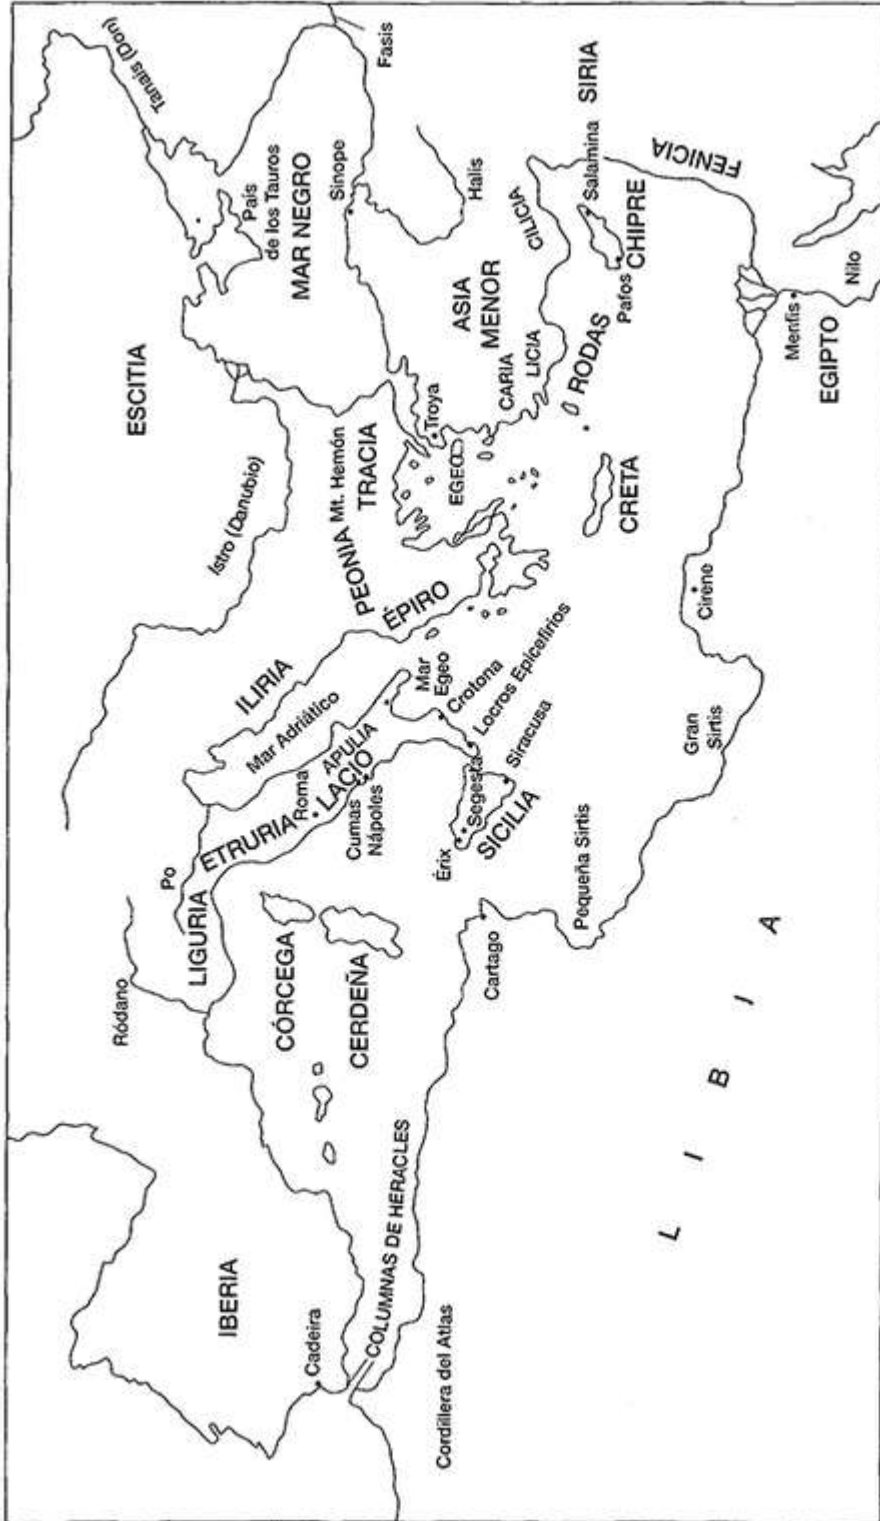 ESCITIA
Tanais (Don)
Fasis
País
de los Tauros
MAR NEGRO
Sinope
Halis
Istro (Danubio)
Mt. Hemón
TRACIA
PEONIA
ÉPIRO
ILIRIA
Mar Adriático
Ródano
Po
LIGURIA
ETRURIA
Roma
APULIA
LACIO
Cumas
Nápoles
CÓRCEGA
CERDEÑA
IBERIA
Cadeira
COLUMNAS DE HERACLES
Cordillera del Atlas
Mar
Egeo
Crotona
Locros Epicefirios
Érix
Segesta
SICILIA
Siracusa
Cartago
Pequeña Sirtis
Gran
Sirtis
Cirene
EGEO
Troya
ASIA
MENOR
CARIA
LICIA
CILICIA
RODAS
CRETA
Pafos
CHIPRE
Salamina
SIRIA
FENICIA
Menfis
EGIPTO
Nilo
LIBIA